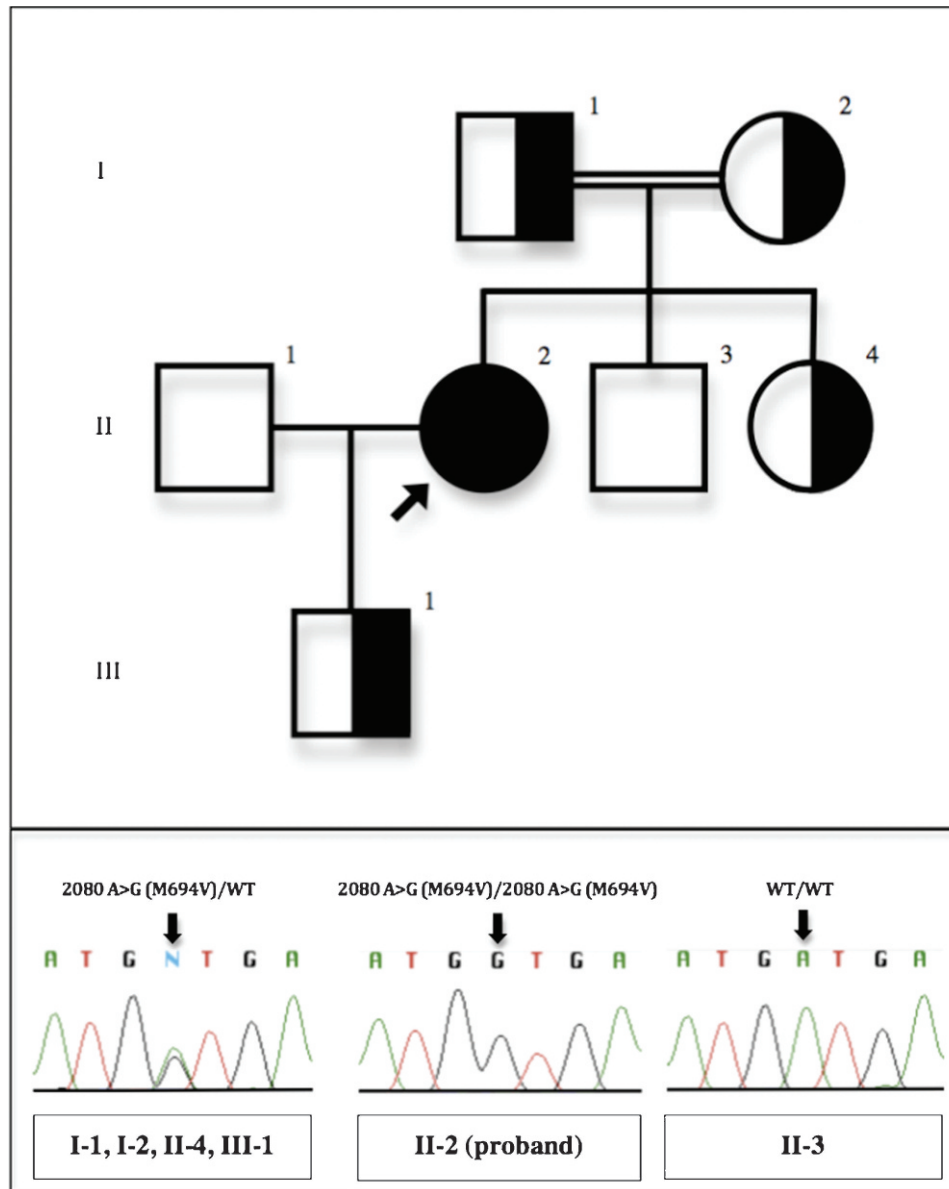 1
2
I
1
2
3
4
II
1
III
2080 A>G (M694V)/WT
2080 A>G (M694V)/2080 A>G (M694V)
WT/WT
A T G N T G A
A T G G T G A
A T G A T G A
I-1, I-2, II-4, III-1
II-2 (proband)
II-3